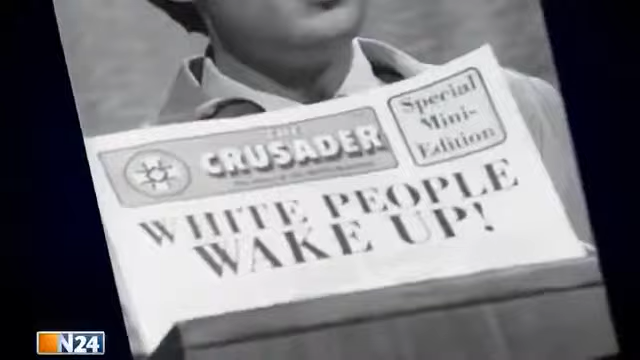 THE
CRUSADER
Special
Mini-
Edition
WHITE PEOPLE
WAKE UP!
N24